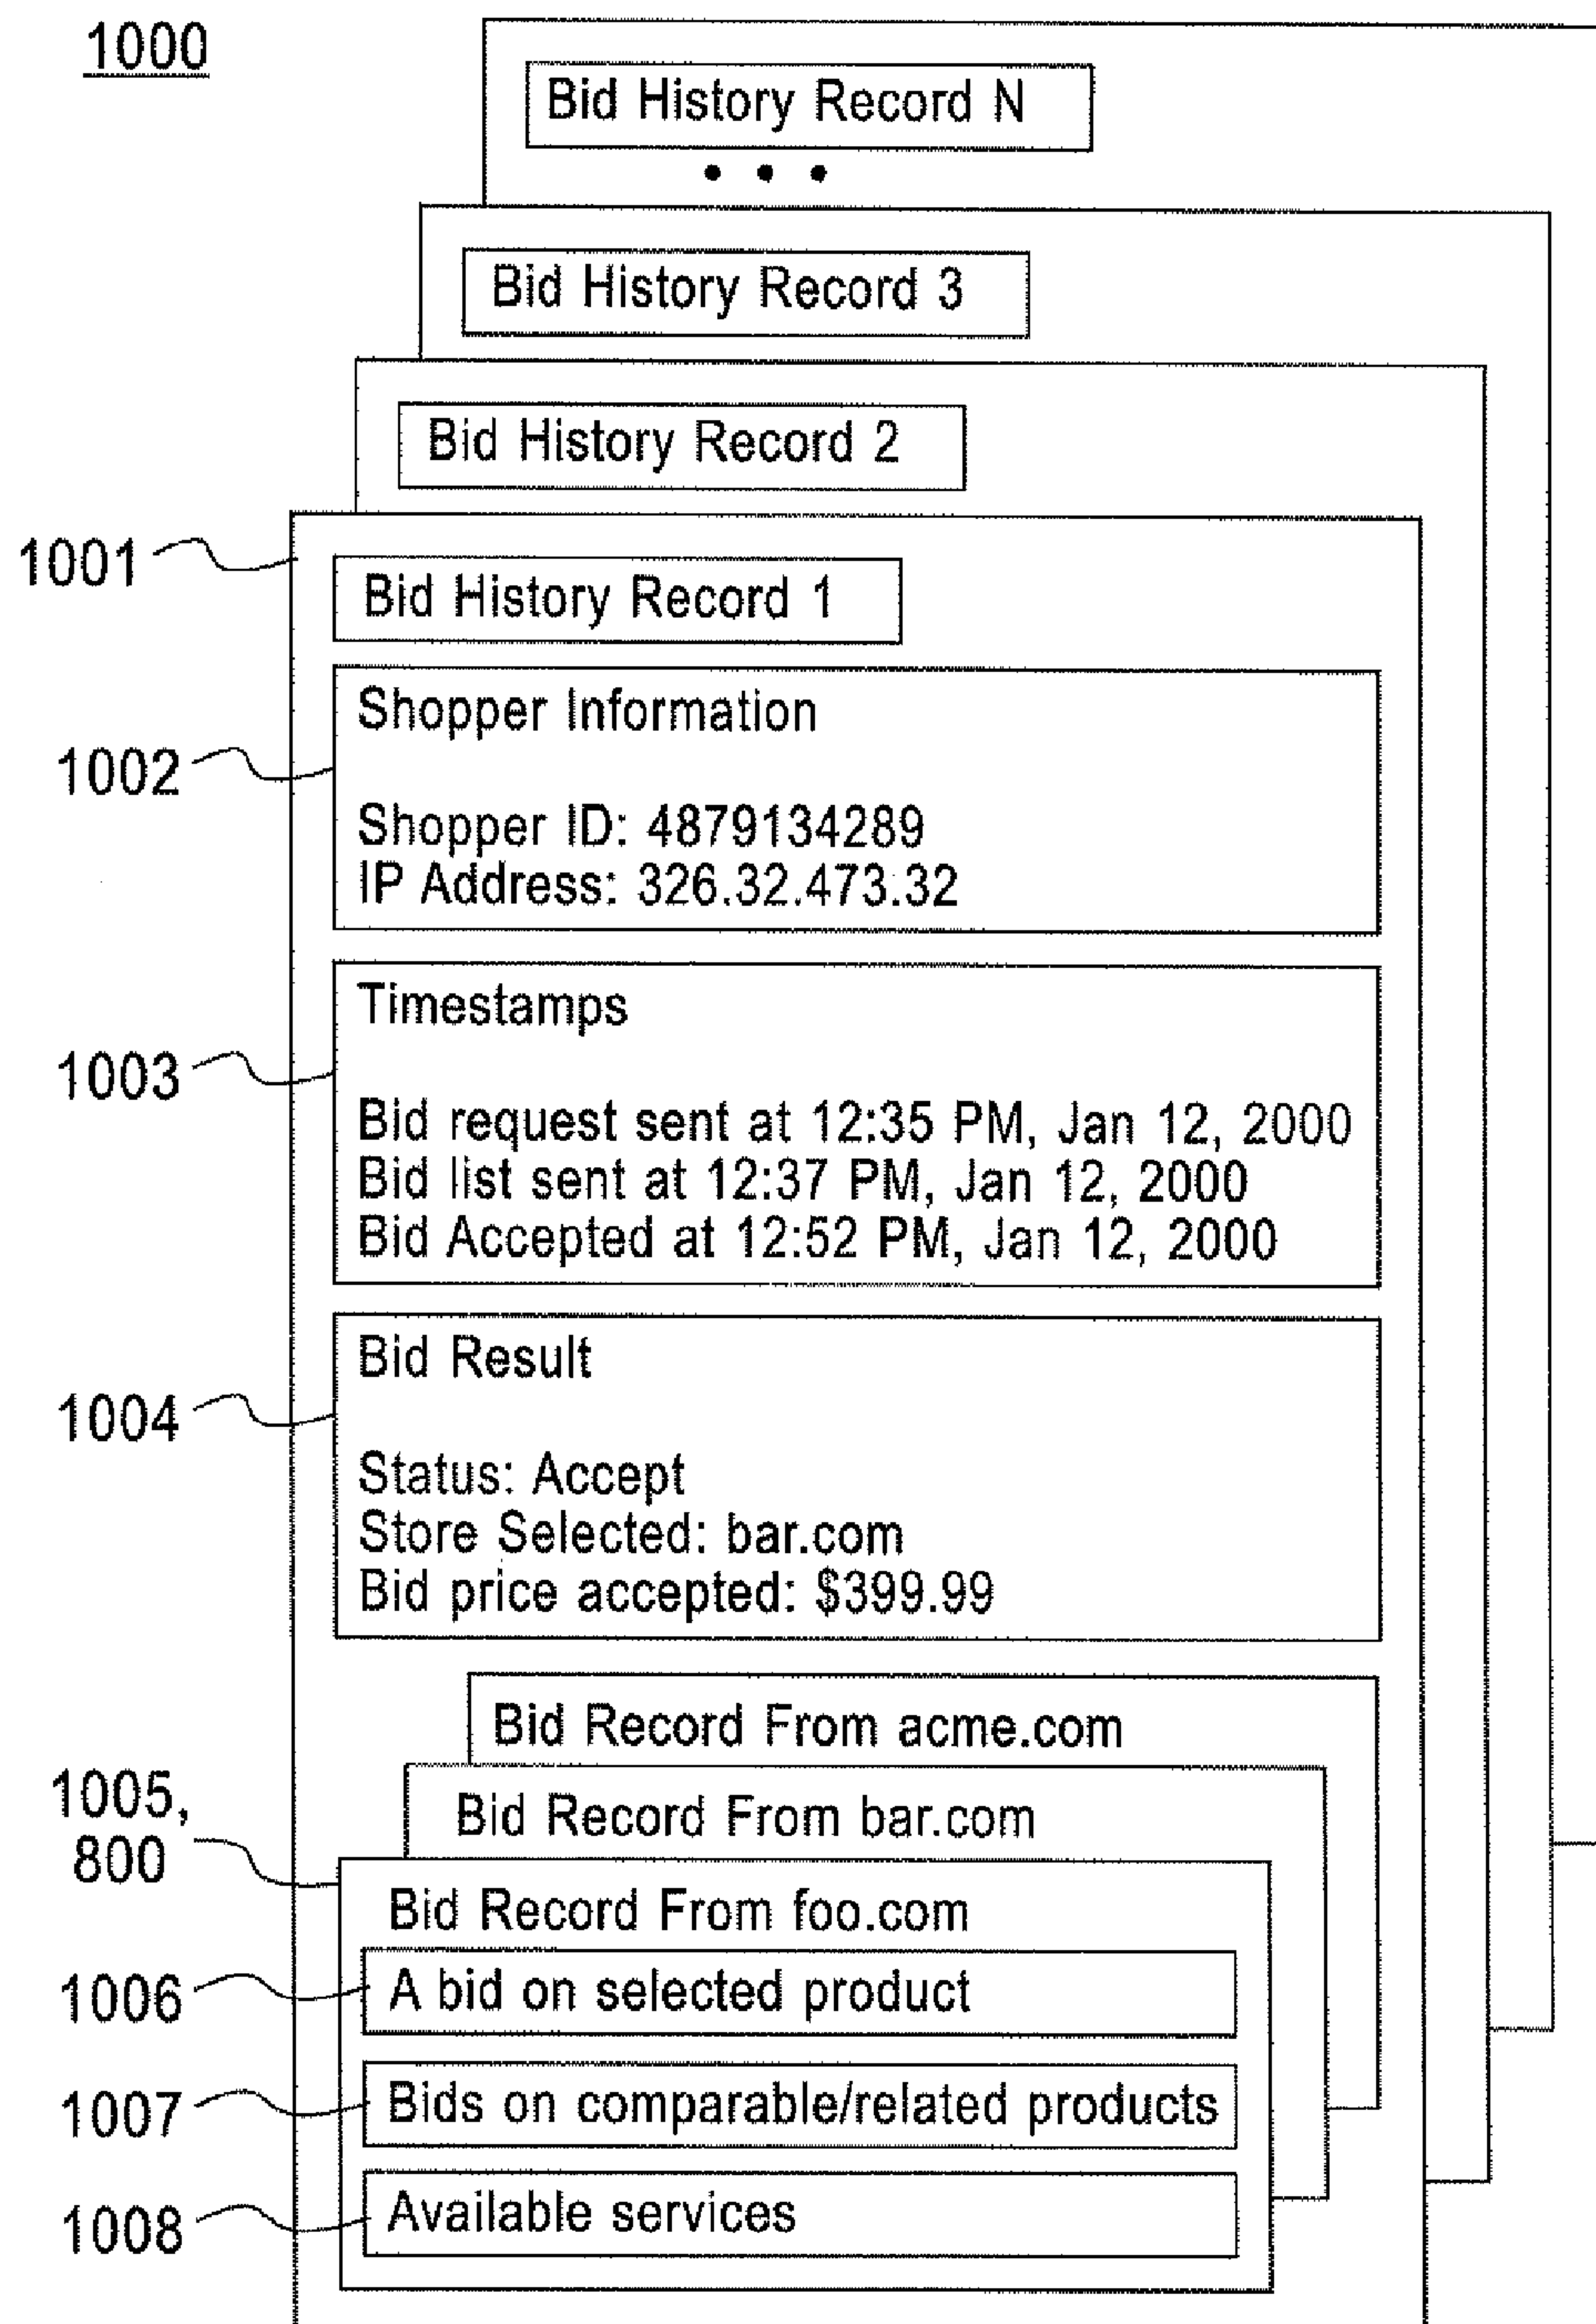 1000
Bid History Record N
• • •
Bid History Record 3
Bid History Record 2
1001
Bid History Record 1
1002
Shopper Information
Shopper ID: 4879134289
IP Address: 326.32.473.32
1003
Timestamps
Bid request sent at 12:35 PM, Jan 12, 2000
Bid list sent at 12:37 PM, Jan 12, 2000
Bid Accepted at 12:52 PM, Jan 12, 2000
1004
Bid Result
Status: Accept
Store Selected: bar.com
Bid price accepted: $399.99
Bid Record From acme.com
Bid Record From bar.com
1005,
800
Bid Record From foo.com
1006
A bid on selected product
1007
Bids on comparable/related products
1008
Available services